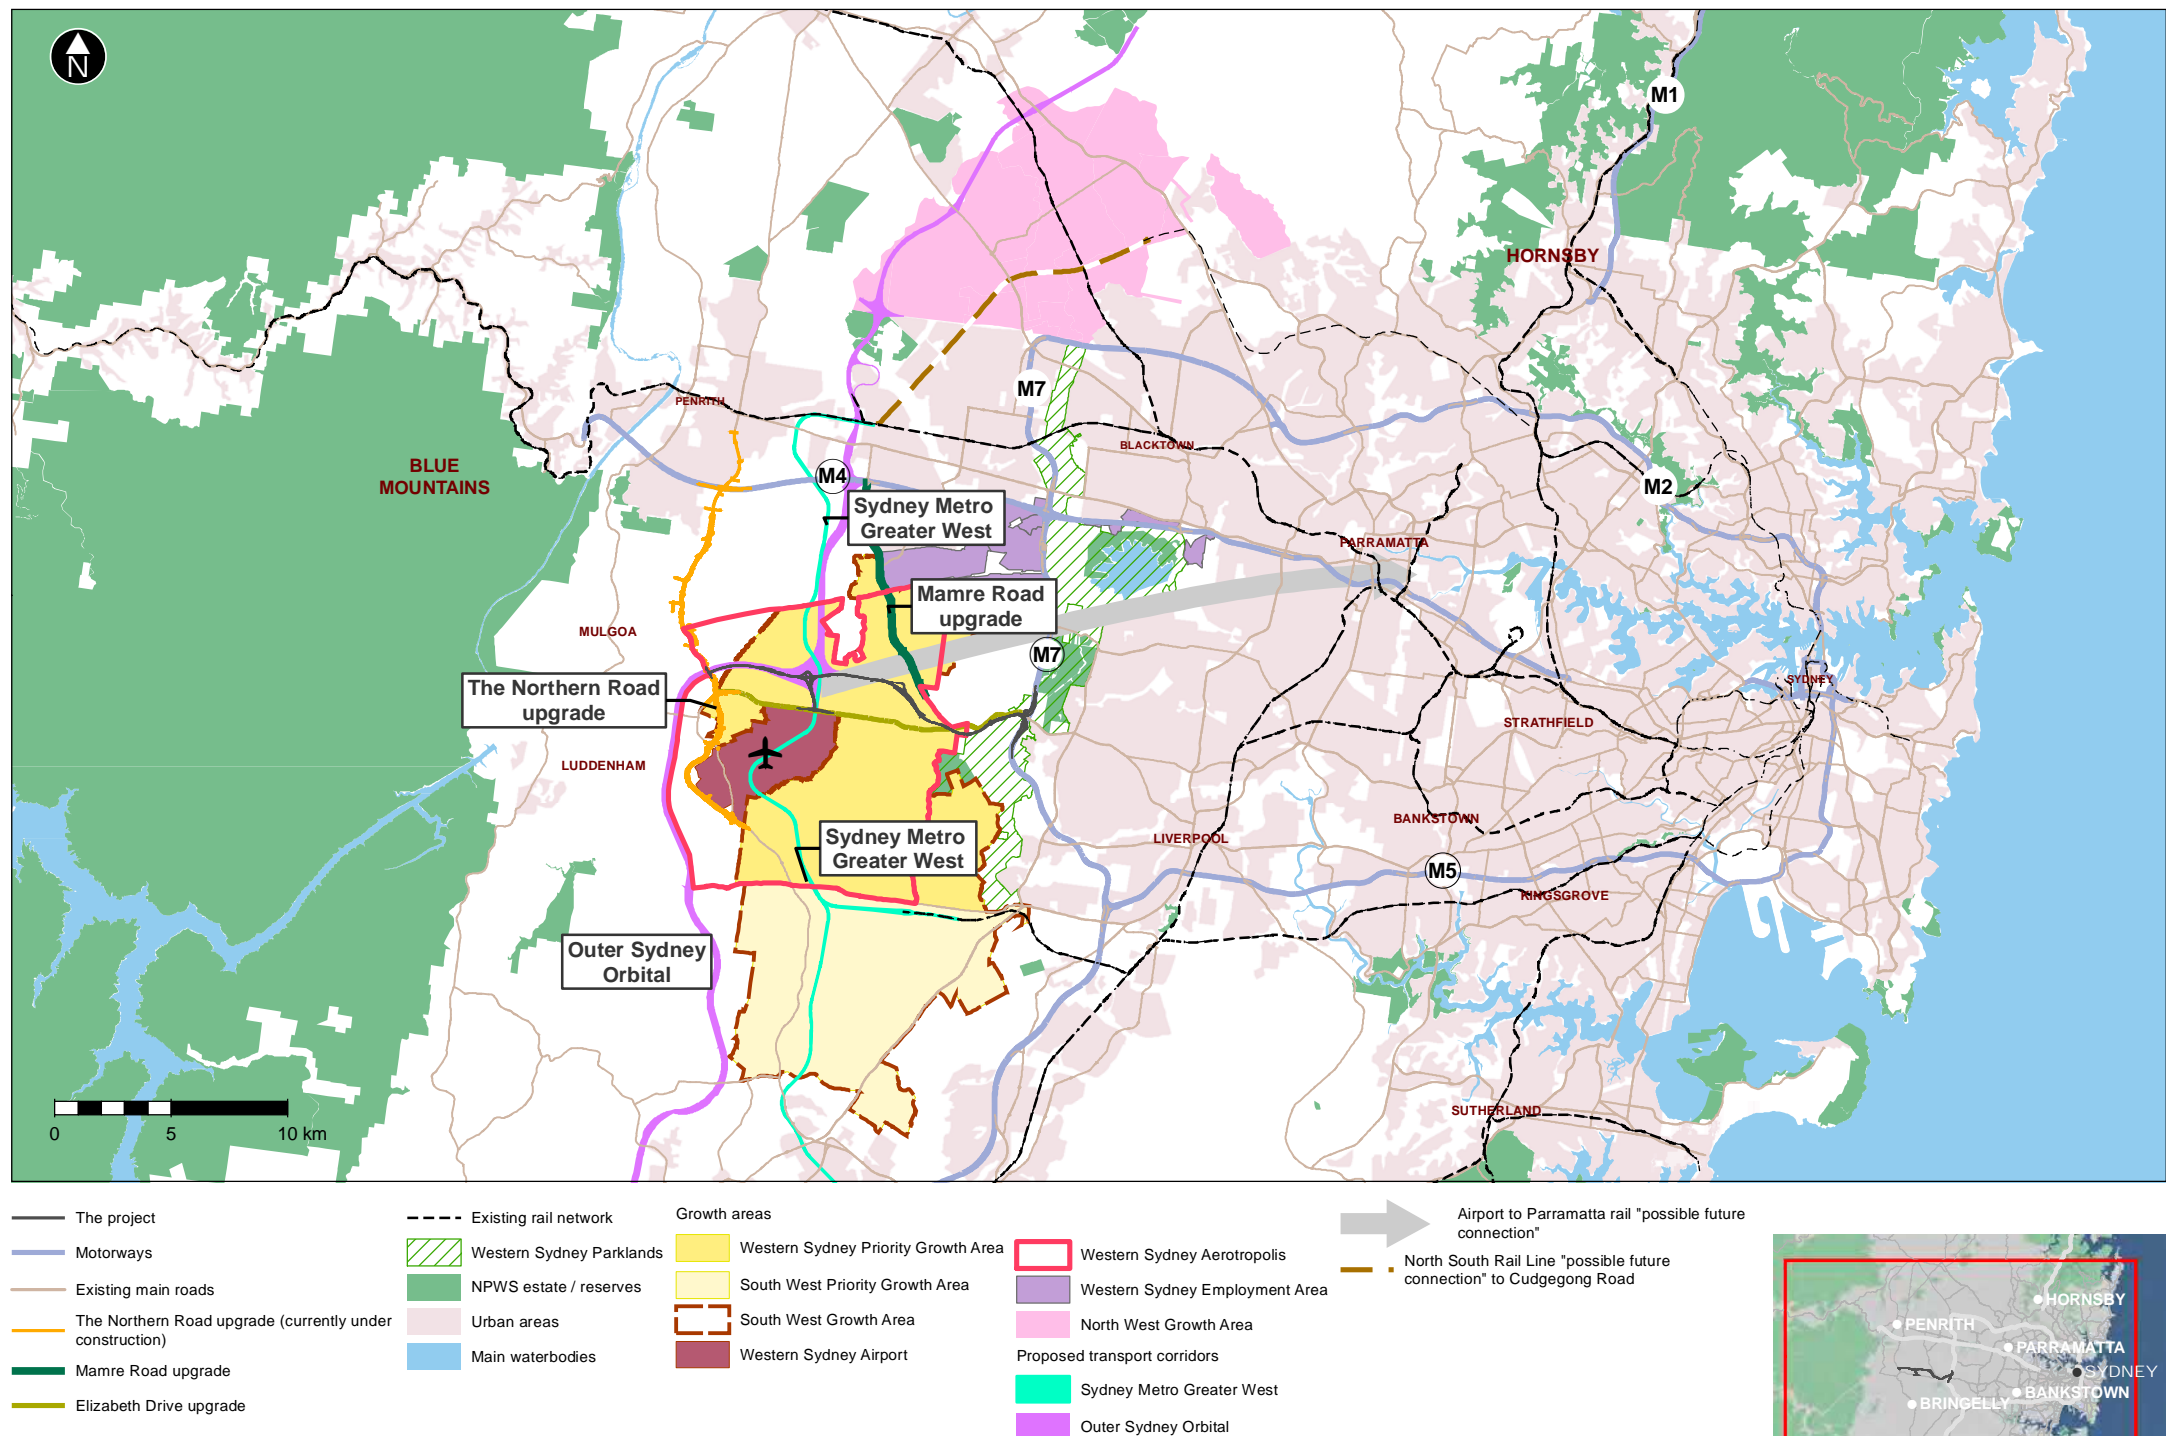 N
M1
HORNSBY
M7
PENRITH
BLACKTOWN
BLUE
MOUNTAINS
M4
M2
Sydney Metro
Greater West
PARRAMATTA
Mamre Road
upgrade
MULGOA
M7
The Northern Road
upgrade
SYDNEY
STRATHFIELD
LUDDENHAM
BANKSTOWN
Sydney Metro
Greater West
LIVERPOOL
M5
KINGSGROVE
Outer Sydney
Orbital
SUTHERLAND
0 5 10 km
The project
Motorways
Existing main roads
The Northern Road upgrade (currently under
construction)
Mamre Road upgrade
Elizabeth Drive upgrade
Existing rail network
Western Sydney Parklands
NPWS estate / reserves
Urban areas
Main waterbodies
Growth areas
Western Sydney Priority Growth Area
South West Priority Growth Area
South West Growth Area
Western Sydney Airport
Western Sydney Aerotropolis
Western Sydney Employment Area
North West Growth Area
Proposed transport corridors
Sydney Metro Greater West
Outer Sydney Orbital
Airport to Parramatta rail "possible future
connection"
North South Rail Line "possible future
connection" to Cudgegong Road
HORNSBY
PENRITH
PARRAMATTA
SYDNEY
BANKSTOWN
BRINGELLY